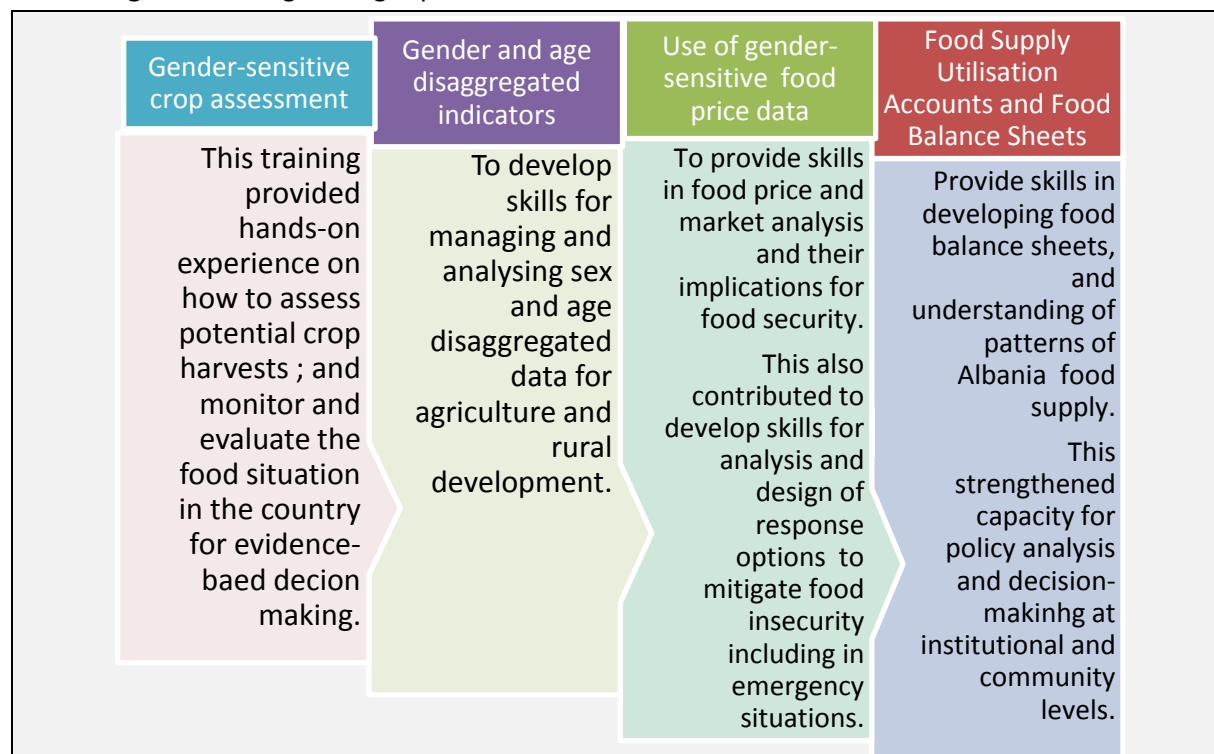 Gender-sensitive
crop assessment
This training
provided
hands-on
experience on
how to assess
potential crop
harvests ; and
monitor and
evaluate the
food situation
in the country
for evidence-
baed decion
making.
Gender and age
disaggregated
indicators
To develop
skills for
managing and
analysing sex
and age
disaggregated
data for
agriculture and
rural
development.
Use of gender-
sensitive food
price data
To provide skills
in food price and
market analysis
and their
implications for
food security.
This also
contributed to
develop skills for
analysis and
design of
response
options to
mitigate food
insecurity
including in
emergency
situations.
Food Supply
Utilisation
Accounts and Food
Balance Sheets
Provide skills in
developing food
balance sheets,
and
understanding of
patterns of
Albania food
supply.
This
strengthened
capacity for
policy analysis
and decision-
makinhg at
institutional and
community
levels.